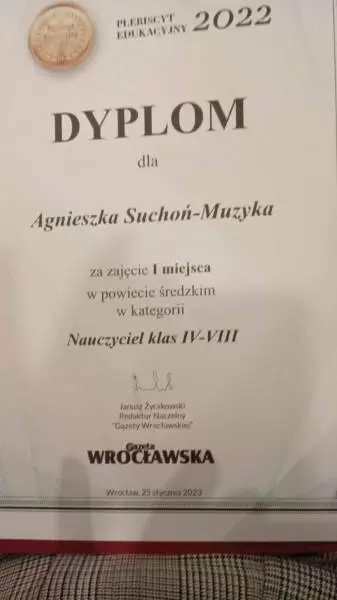 PLEBISCYT
EDUKACYJNY 2022
DYPLOM
dla
Agnieszka Suchoń-Muzyka
za zajęcie I miejsca
w powiecie średzkim
w kategorii
Nauczyciel klas IV-VIII
Janusz Życzkowski
Redaktor Naczelny
"Gazety Wrocławskiej"
Gazeta
WROCŁAWSKA
Wrocław, 25 stycznia 2023